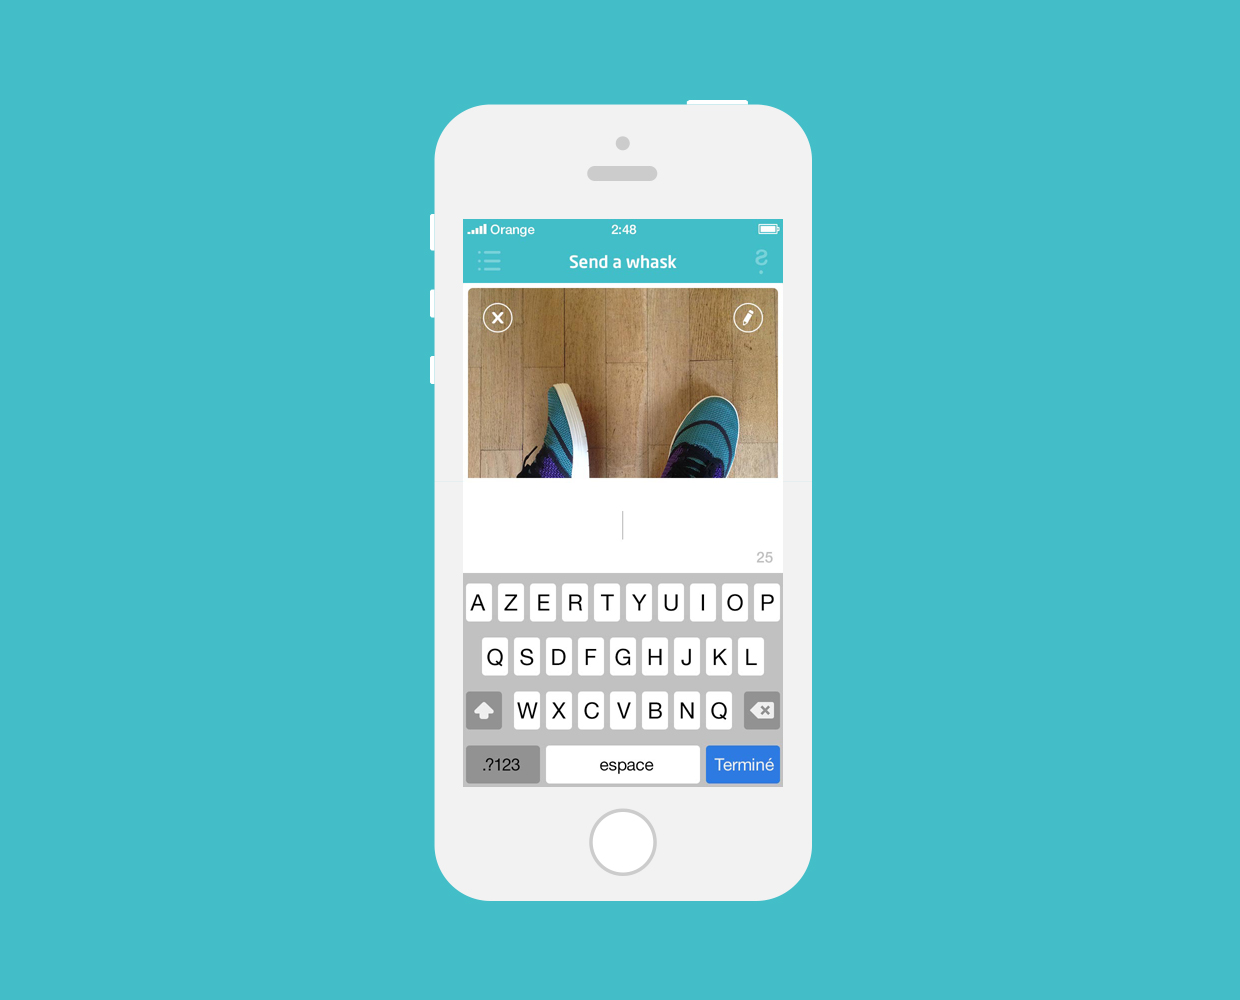 Orange 2:48
Send a whask
25
A Z E R T Y U I O P
Q S D F G H J K L
W X C V B N Q
.?123 espace Terminé